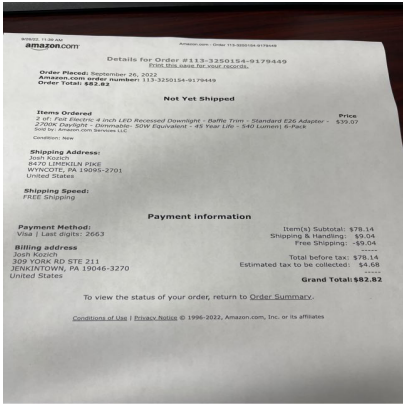 9/26/22, 11:29 AM
Amazon.com - Order 113-3250154-9179449
amazon.com
Details for Order #113-3250154-9179449
Print this page for your records.
Order Placed: September 26, 2022
Amazon.com order number: 113-3250154-9179449
Order Total: $82.82
Not Yet Shipped
Items Ordered Price
2 of: Feit Electric 4 inch LED Recessed Downlight - Baffle Trim - Standard E26 Adaptor - $39.07
2700K Daylight - Dimmable- 50W Equivalent - 45 Year Life - 540 Lumen| 6-Pack
Sold by: Amazon.com Services LLC
Condition: New
Shipping Address:
Josh Kozich
8470 LIMEKILN PIKE
WYNCOTE, PA 19095-2701
United States
Shipping Speed:
FREE Shipping
Payment information
Payment Method:
Visa | Last digits: 2663
Billing address
Josh Kozich
309 YORK RD STE 211
JENKINTOWN, PA 19046-3270
United States
Item(s) Subtotal: $78.14
Shipping & Handling: $9.04
Free Shipping: -$9.04
-----
Total before tax: $78.14
Estimated tax to be collected: $4.68
-----
Grand Total: $82.82
To view the status of your order, return to Order Summary.
Conditions of Use | Privacy Notice © 1996-2022, Amazon.com, Inc. or its affiliates